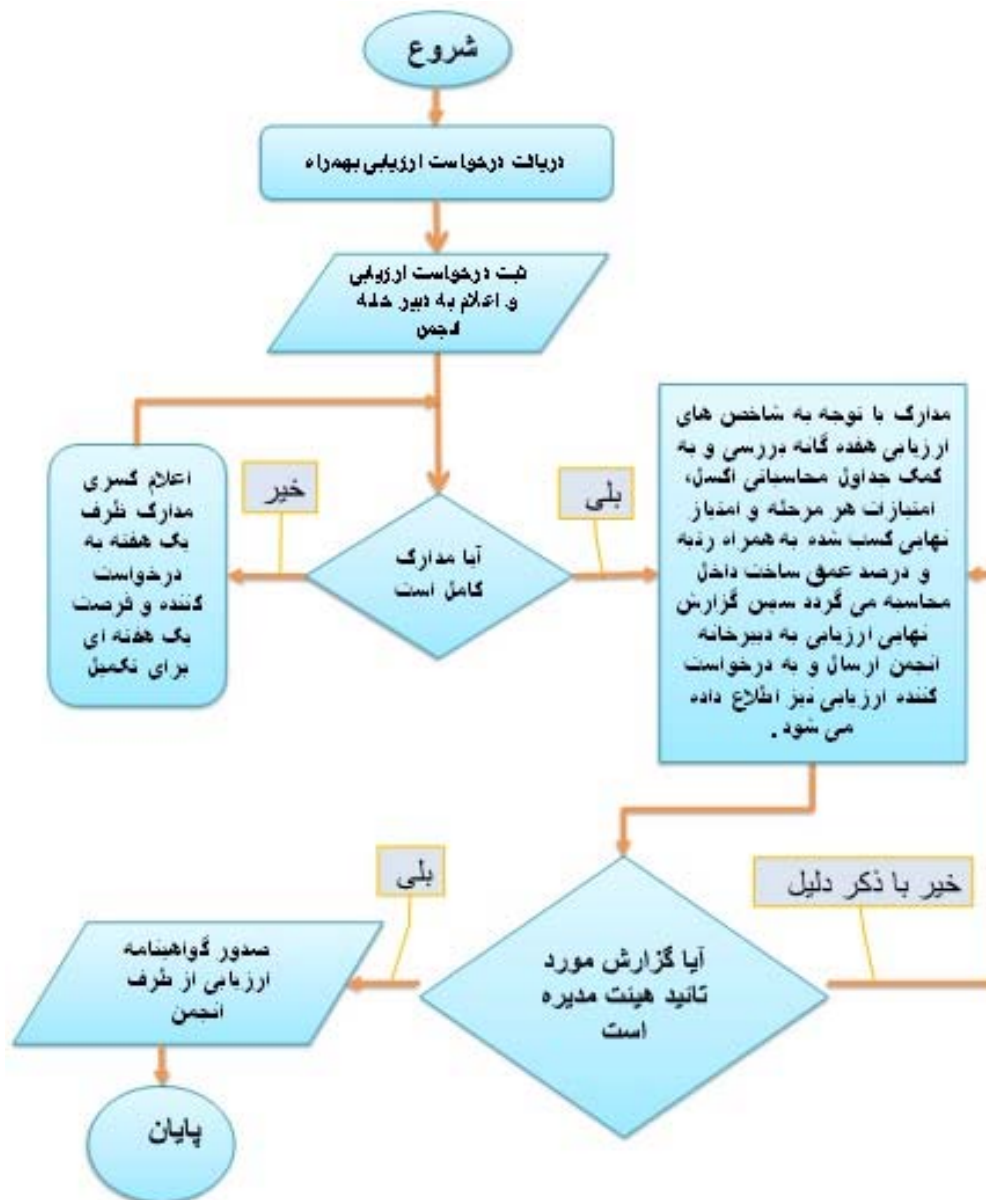 شروع
دریافت درخواست ارزیابی بهمراه
ثبت درخواست ارزیابی
و اعلام به دبیر خانه
انجمن
آیا مدارک
کامل است
خیر
اعلام کسری
مدارک ظرف
یک هفته به
درخواست
کننده و فرصت
یک هفته ای
برای تکمیل
بلی
مدارک با توجه به شاخص های
ارزیابی هفده گانه بررسی و به
کمک جداول محاسباتی اکسل،
امتیازات هر مرحله و امتیاز
نهایی کسب شده به همراه رتبه
و درصد عمق ساخت داخل
محاسبه می گردد سپس گزارش
نهایی ارزیابی به دبیرخانه
انجمن ارسال و به درخواست
کننده ارزیابی نیز اطلاع داده
می شود .
آیا گزارش مورد
تائید هیئت مدیره
است
خیر با ذکر دلیل
بلی
صدور گواهینامه
ارزیابی از طرف
انجمن
پایان